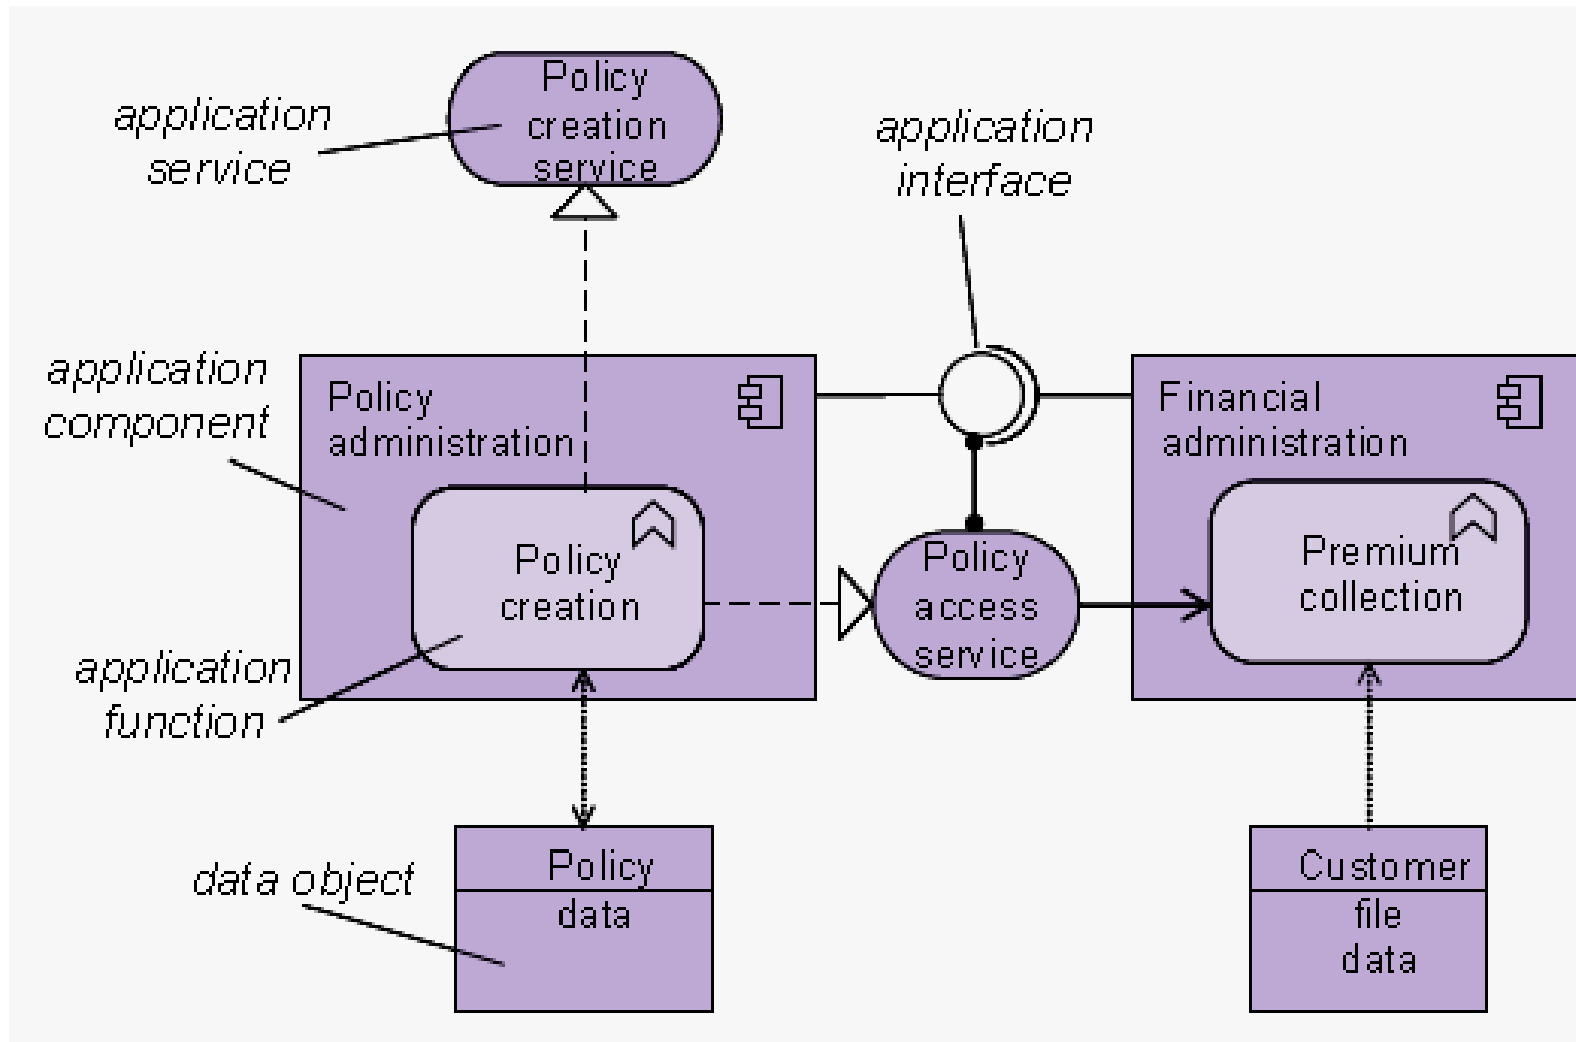 Policy
creation
service
application
service
application
interface
application
component
Policy
administration
Financial
administration
Policy
creation
Policy
access
service
Premium
collection
application
function
data object
Policy
data
Customer
file
data